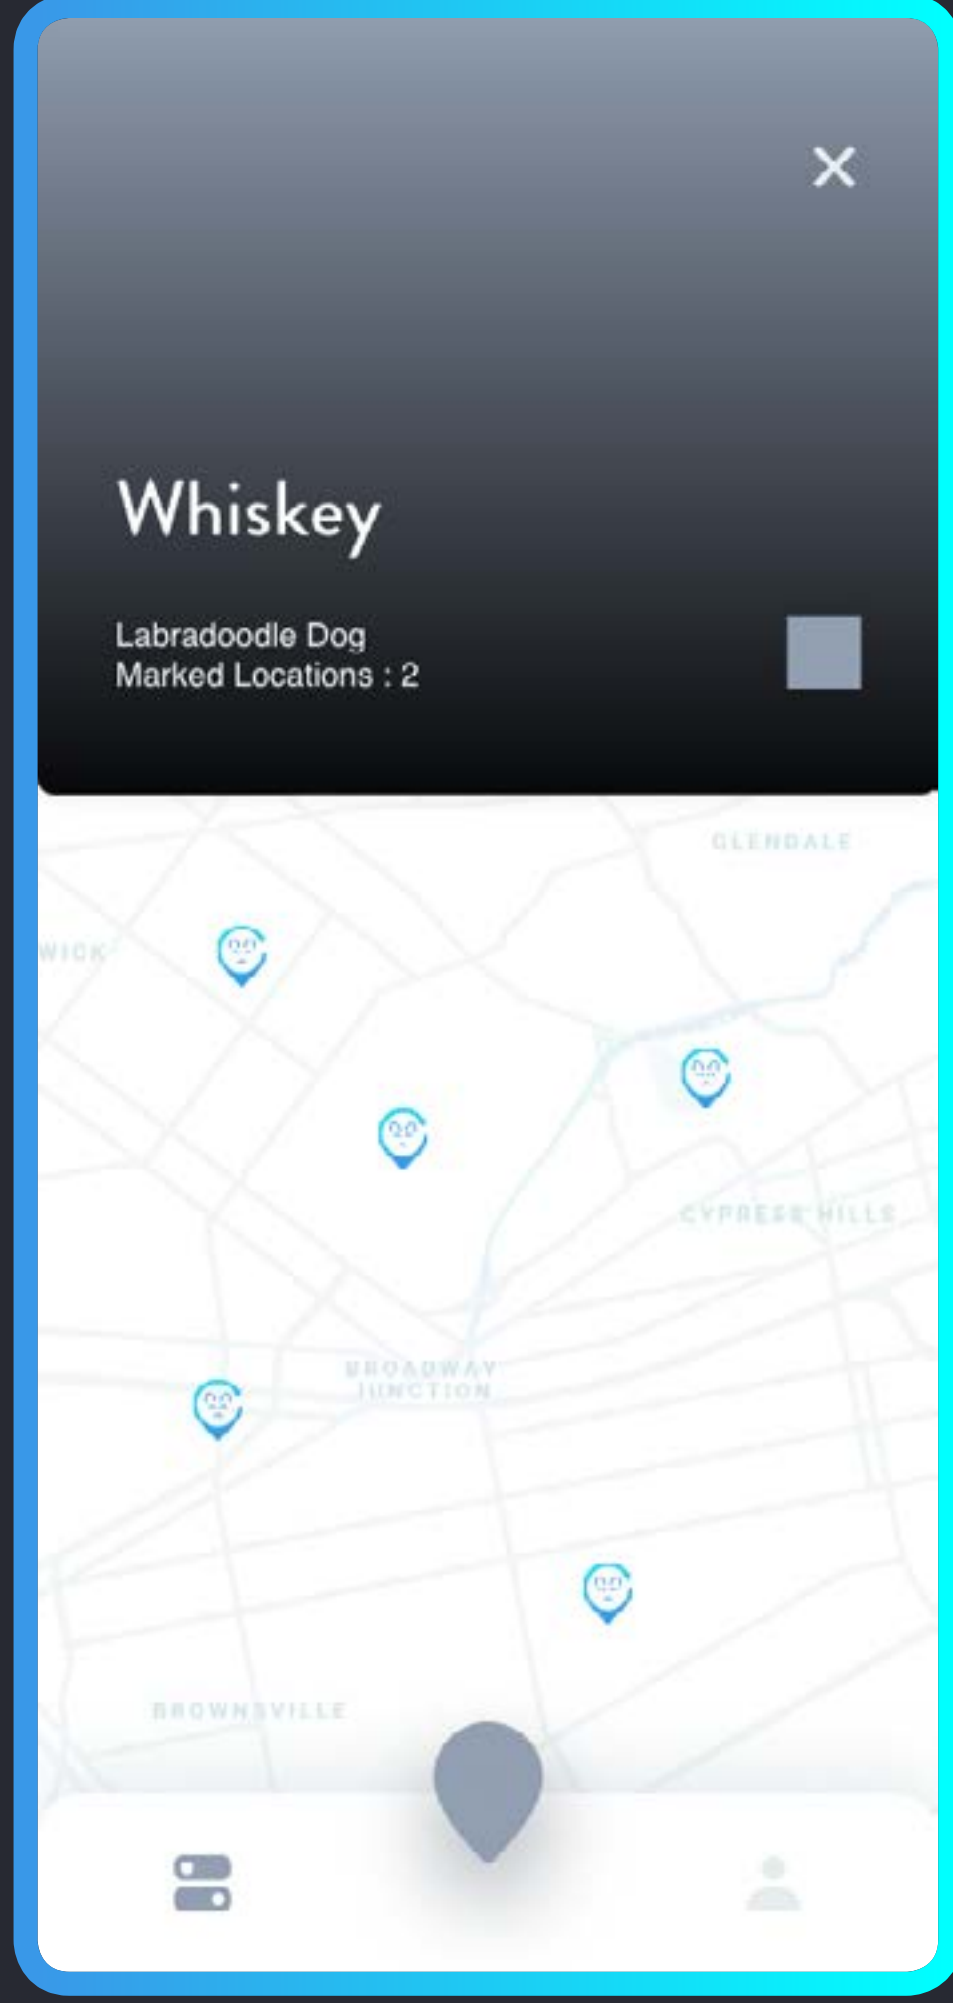 Whiskey
Labradoodle Dog
Marked Locations : 2
GLENDALE
WICK
CYPRESS HILLS
BROADWAY
JUNCTION
BROWNSVILLE